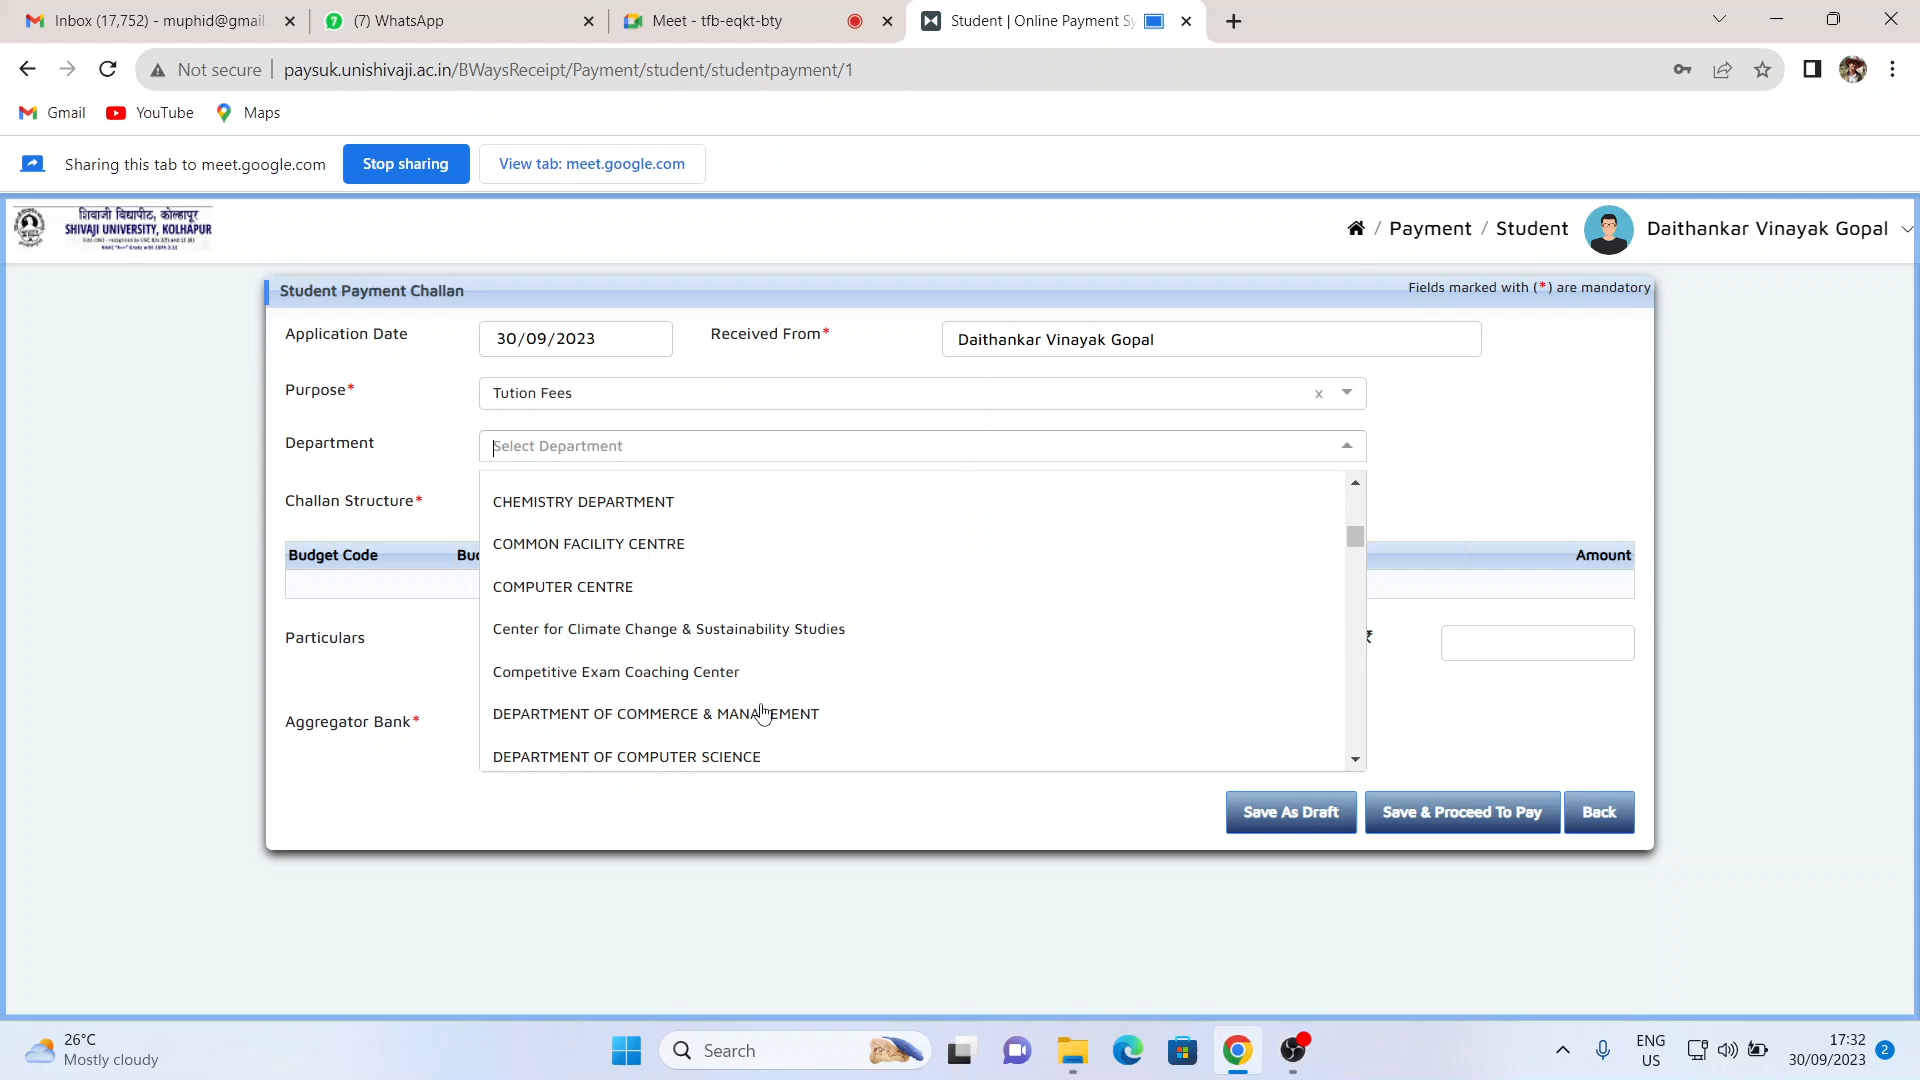 Inbox (17,752) - muphid@gmail
(7) WhatsApp
Meet - tfb-eqkt-bty
Student | Online Payment Sy
Not secure
paysuk.unishivaji.ac.in/BWaysReceipt/Payment/student/studentpayment/1
Gmail
YouTube
Maps
Sharing this tab to meet.google.com
Stop sharing
View tab: meet.google.com
शिवाजी विद्यापीठ, कोल्हापूर
SHIVAJI UNIVERSITY, KOLHAPUR
/ Payment / Student
Daithankar Vinayak Gopal
Student Payment Challan
Fields marked with (*) are mandatory
Application Date
30/09/2023
Received From*
Daithankar Vinayak Gopal
Purpose*
Tution Fees
x
Department
Select Department
CHEMISTRY DEPARTMENT
Challan Structure*
COMMON FACILITY CENTRE
Budget Code
Bud
Amount
COMPUTER CENTRE
Center for Climate Change & Sustainability Studies
Particulars
₹
Competitive Exam Coaching Center
DEPARTMENT OF COMMERCE & MANAGEMENT
Aggregator Bank*
DEPARTMENT OF COMPUTER SCIENCE
Save As Draft
Save & Proceed To Pay
Back
26°C
Mostly cloudy
Search
ENG
US
17:32
30/09/2023
2